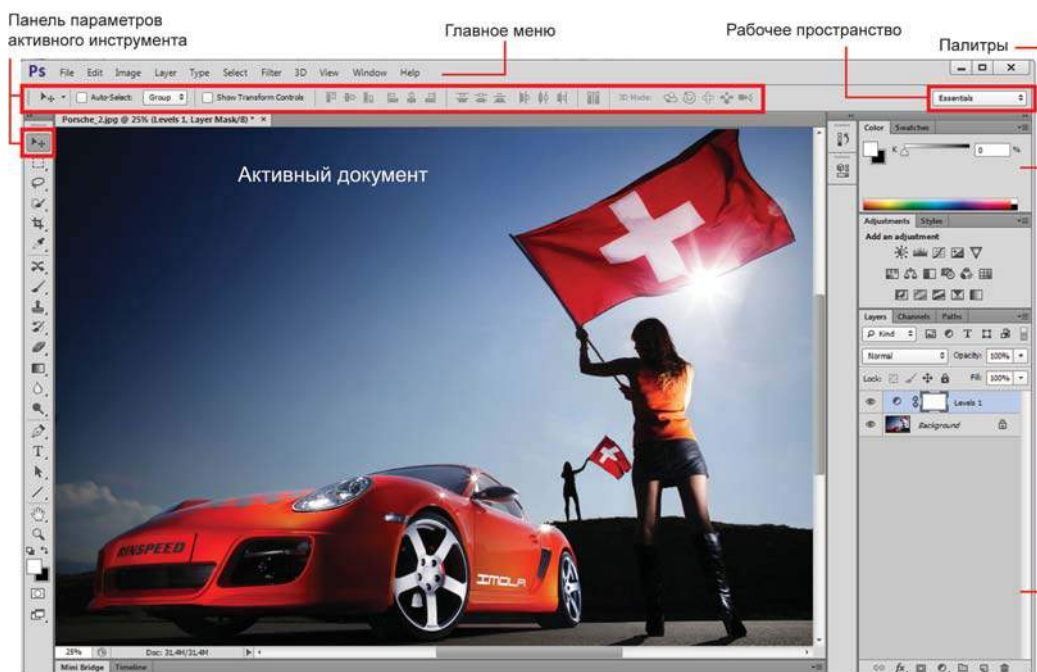 Панель параметров
активного инструмента
Главное меню
Рабочее пространство
Палитры
Ps File Edit Image Layer Type Select Filter 3D View Window Help
Auto-Select: Group Show Transform Controls 3D Mode: Essentials
Porsche_2.jpg @ 25% (Levels 1, Layer Mask/8) * ×
Активный документ
Color Swatches
K 0 %
Adjustments Styles
Add an adjustment
Layers Channels Paths
Kind
Normal Opacity: 100%
Lock: Fill: 100%
Levels 1
Background
RINSPEED
IMOLA
25% Doc: 31,4M/31,4M
Mini Bridge Timeline